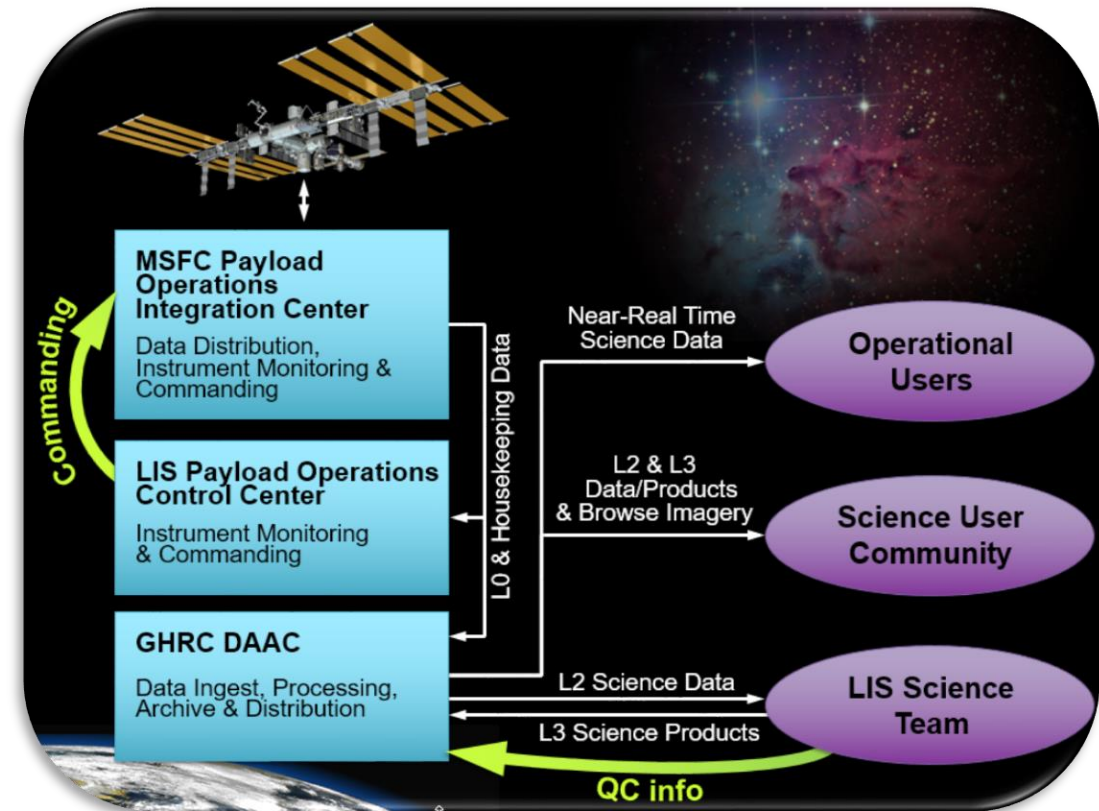 MSFC Payload
Operations
Integration Center
Data Distribution,
Instrument Monitoring &
Commanding
Commanding
LIS Payload Operations
Control Center
Instrument Monitoring
& Commanding
GHRC DAAC
Data Ingest, Processing,
Archive & Distribution
L0 & Housekeeping Data
Near-Real Time
Science Data
Operational
Users
L2 & L3
Data/Products
& Browse Imagery
Science User
Community
L2 Science Data
L3 Science Products
LIS Science
Team
QC info